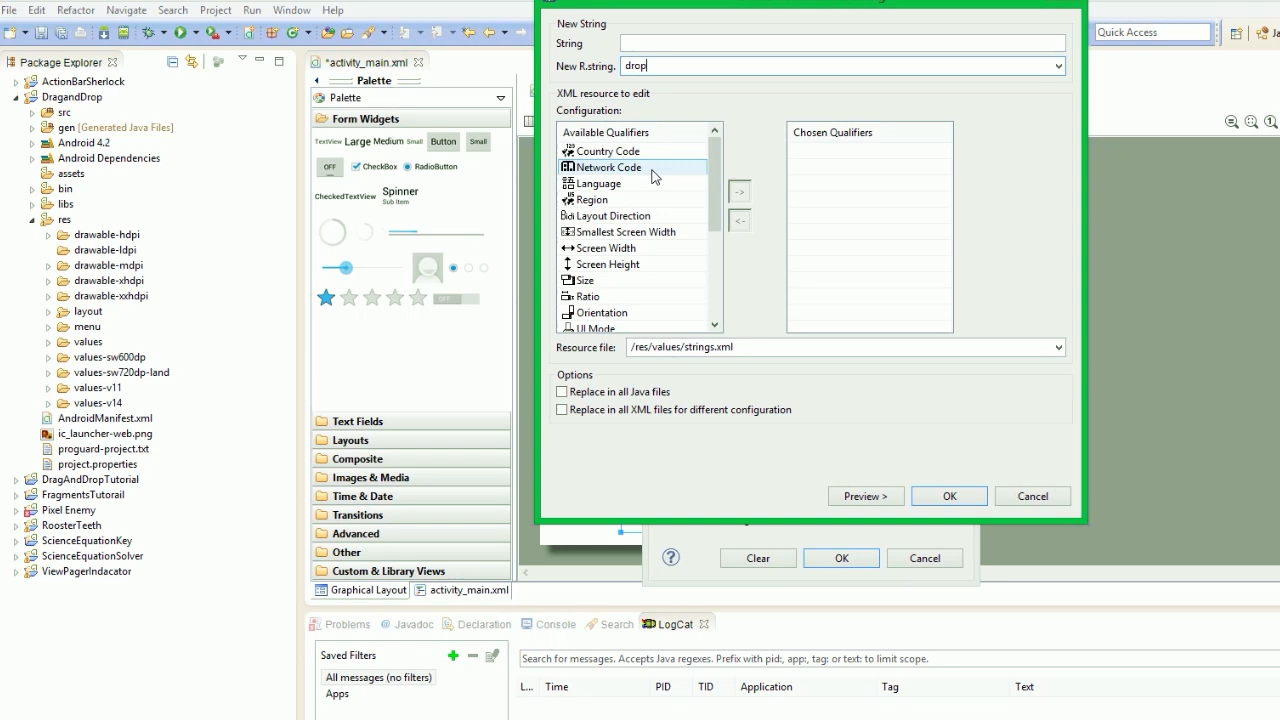 File Edit Refactor Navigate Search Project Run Window Help
Quick Access
Ja
Package Explorer
ActionBarSherlock
DragandDrop
src
gen [Generated Java Files]
Android 4.2
Android Dependencies
assets
bin
libs
res
drawable-hdpi
drawable-ldpi
drawable-mdpi
drawable-xhdpi
drawable-xxhdpi
layout
menu
values
values-sw600dp
values-sw720dp-land
values-v11
values-v14
AndroidManifest.xml
ic_launcher-web.png
proguard-project.txt
project.properties
DragAndDropTutorial
FragmentsTutorail
Pixel Enemy
RoosterTeeth
ScienceEquationKey
ScienceEquationSolver
ViewPagerIndacator
*activity_main.xml
Palette
Palette
Form Widgets
TextView Large Medium Small Button Small
OFF CheckBox RadioButton
CheckedTextView Spinner
Sub Item
OFF
Text Fields
Layouts
Composite
Images & Media
Time & Date
Transitions
Advanced
Other
Custom & Library Views
Graphical Layout activity_main.xml
New String
String
New R.string. drop
XML resource to edit
Configuration:
Available Qualifiers
Country Code
Network Code
Language
Region
Layout Direction
Smallest Screen Width
Screen Width
Screen Height
Size
Ratio
Orientation
UI Mode
->
<-
Chosen Qualifiers
Resource file: /res/values/strings.xml
Options
Replace in all Java files
Replace in all XML files for different configuration
Preview > OK Cancel
Clear OK Cancel
Problems Javadoc Declaration Console Search LogCat
Saved Filters
All messages (no filters)
Apps
Search for messages. Accepts Java regexes. Prefix with pid:, app:, tag: or text: to limit scope.
L... Time PID TID Application Tag Text